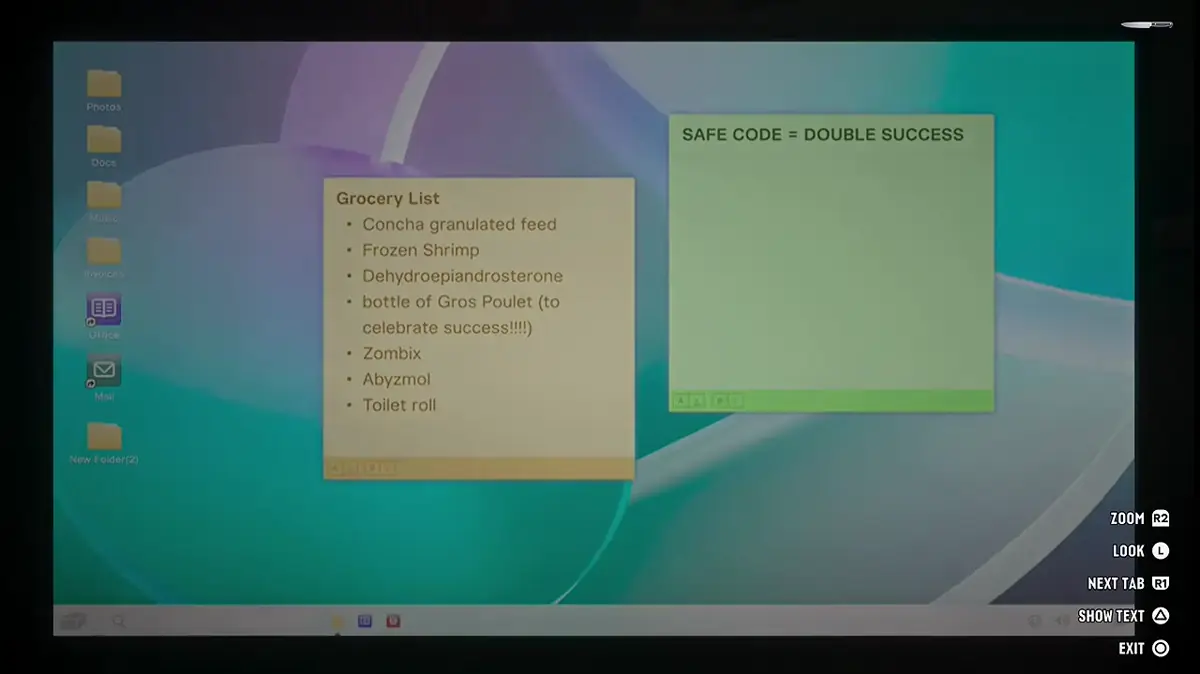 Photos
Docs
Music
Mail
New Folder(2)
Grocery List
• Concha granulated feed
• Frozen Shrimp
• Dehydroepiandrosterone
• bottle of Gros Poulet (to
celebrate success!!!!)
• Zombix
• Abyzmol
• Toilet roll
SAFE CODE = DOUBLE SUCCESS
ZOOM R2
LOOK L
NEXT TAB R1
SHOW TEXT
EXIT